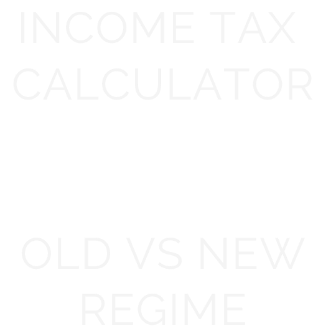 INCOME TAX
CALCULATOR
OLD VS NEW
REGIME